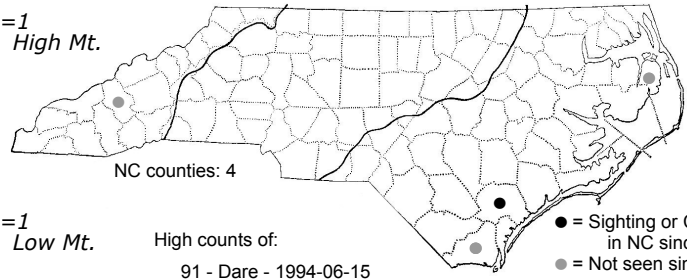 =1
High Mt.
NC counties: 4
=1
Low Mt.
High counts of:
91 - Dare - 1994-06-15
● = Sighting or
in NC sinc
● = Not seen sin